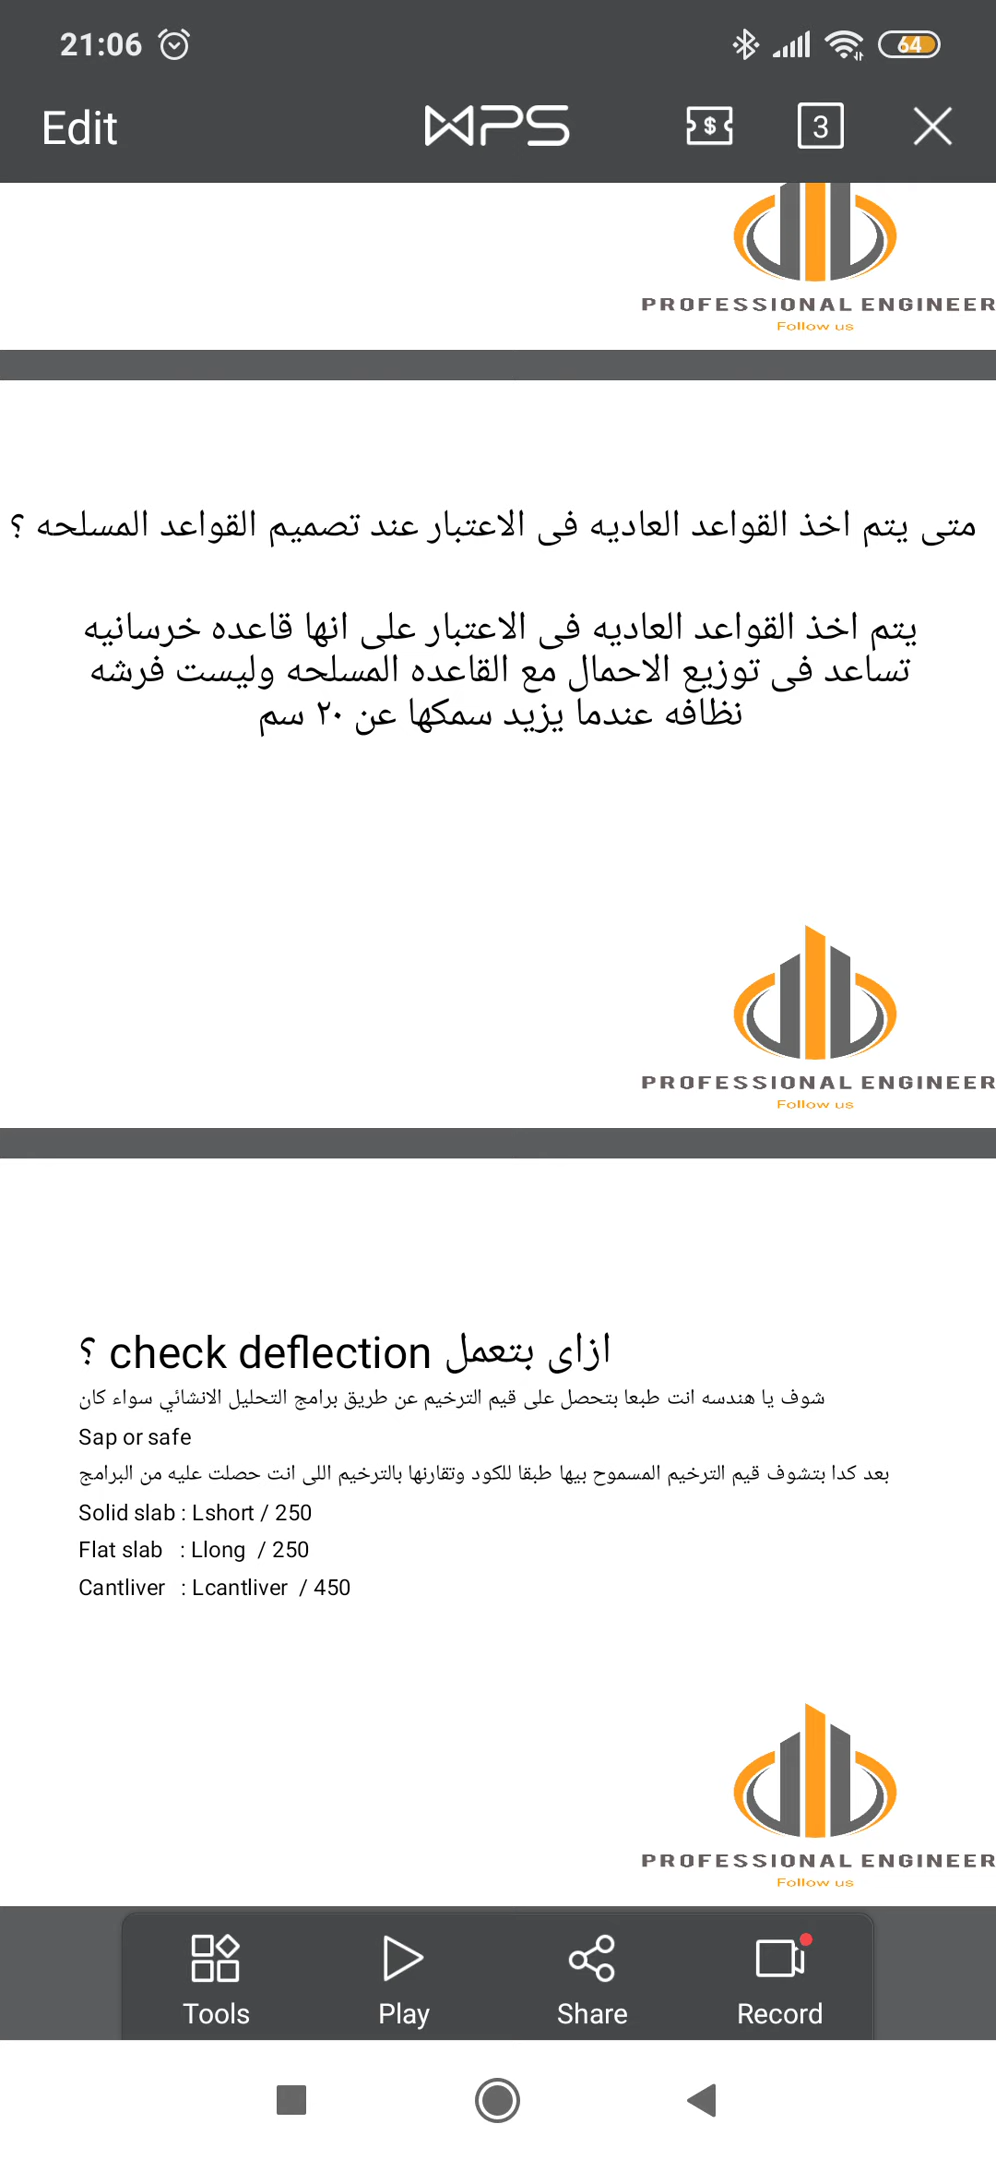 21:06
64
Edit
WPS
$
3
PROFESSIONAL ENGINEER
Follow us
متى يتم اخذ القواعد العاديه فى الاعتبار عند تصميم القواعد المسلحه ؟
يتم اخذ القواعد العاديه فى الاعتبار على انها قاعده خرسانيه
تساعد فى توزيع الاحمال مع القاعده المسلحه وليست فرشه
نظافه عندما يزيد سمكها عن ٢٠ سم
PROFESSIONAL ENGINEER
Follow us
ازاى بتعمل check deflection ؟
شوف يا هندسه انت طبعا بتحصل على قيم الترخيم عن طريق برامج التحليل الانشائي سواء كان
Sap or safe
بعد كدا بتشوف قيم الترخيم المسموح بيها طبقا للكود وتقارنها بالترخيم اللى انت حصلت عليه من البرامج
Solid slab : Lshort / 250
Flat slab : Llong / 250
Cantliver : Lcantliver / 450
PROFESSIONAL ENGINEER
Follow us
Tools
Play
Share
Record